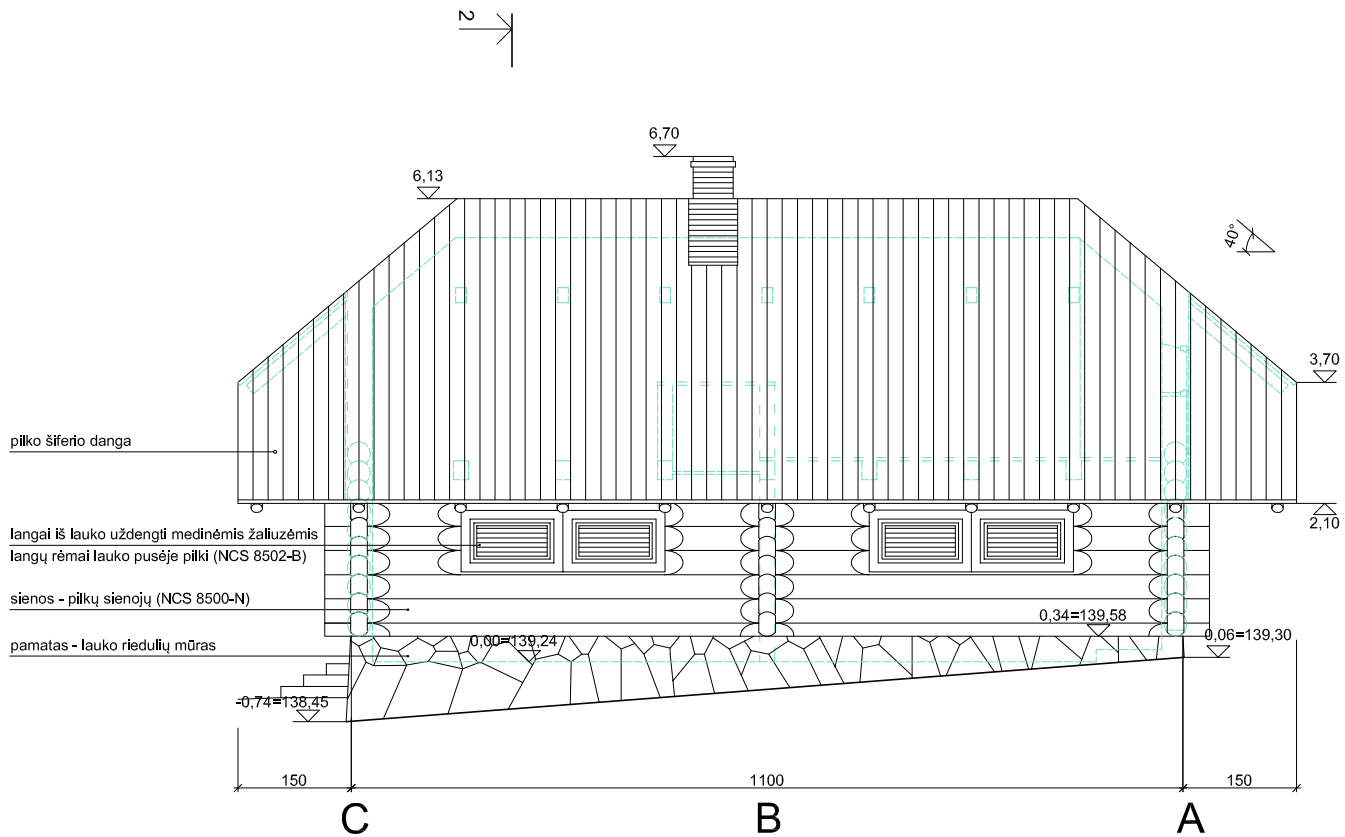 2
6,70
6,13
40°
3,70
pilko šiferio danga
2,10
langai iš lauko uždengti medinėmis žaliuzėmis
langų rėmai lauko pusėje pilki (NCS 8502-B)
sienos - pilkų sienojų (NCS 8500-N)
0,34=139,58
0,00=139,24
0,06=139,30
pamatas - lauko riedulių mūras
-0,74=138,45
150
1100
150
C
B
A